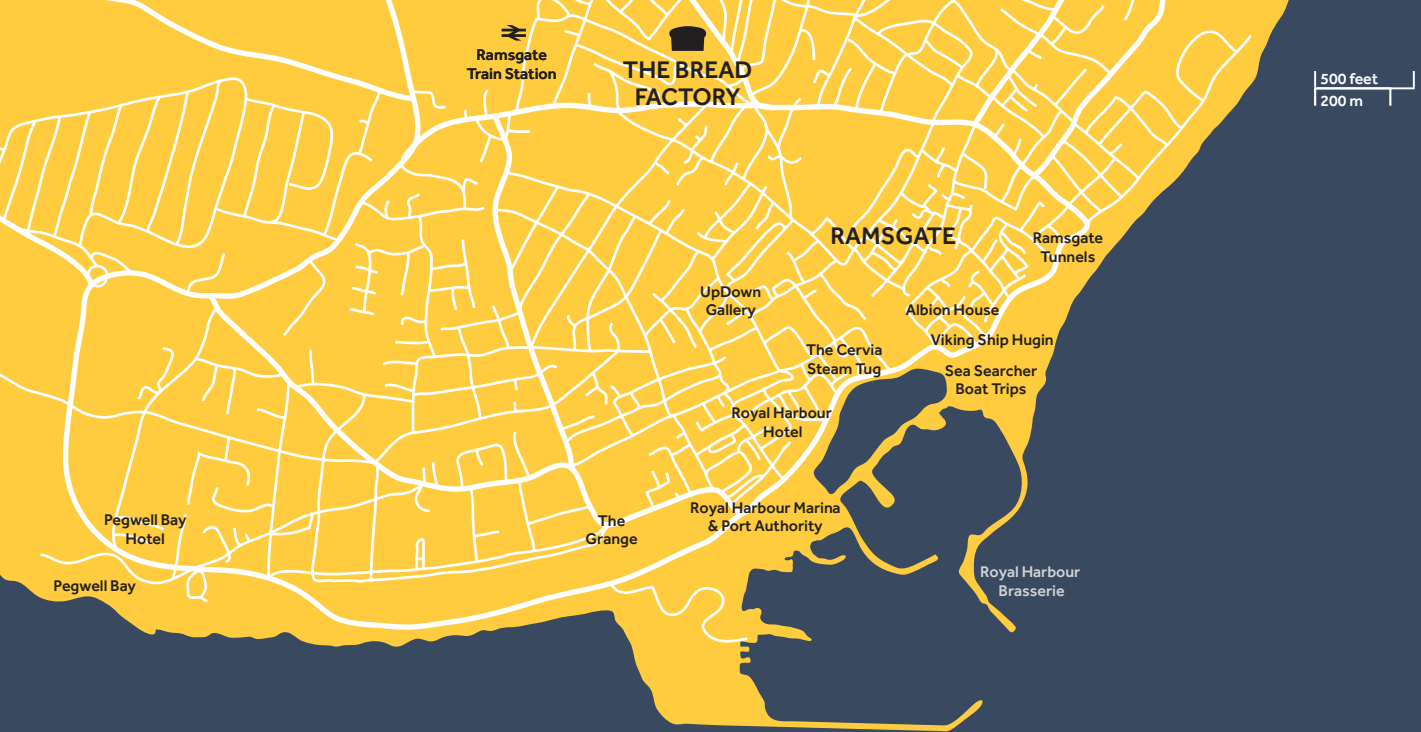 Ramsgate
Train Station
THE BREAD
FACTORY
500 feet
200 m
RAMSGATE
Ramsgate
Tunnels
UpDown
Gallery
Albion House
Viking Ship Hugin
The Cervia
Steam Tug
Sea Searcher
Boat Trips
Royal Harbour
Hotel
Royal Harbour Marina
& Port Authority
The
Grange
Pegwell Bay
Hotel
Pegwell Bay
Royal Harbour
Brasserie